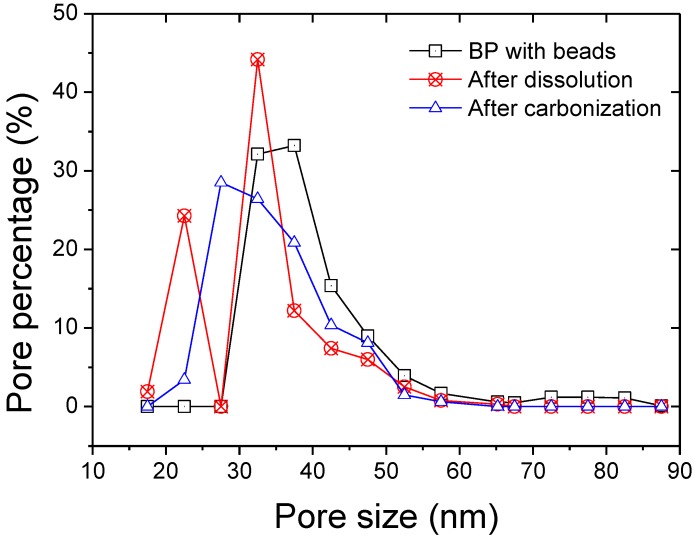 50
40
30
20
10
0
Pore percentage (%)
BP with beads
After dissolution
After carbonization
10 20 30 40 50 60 70 80 90
Pore size (nm)